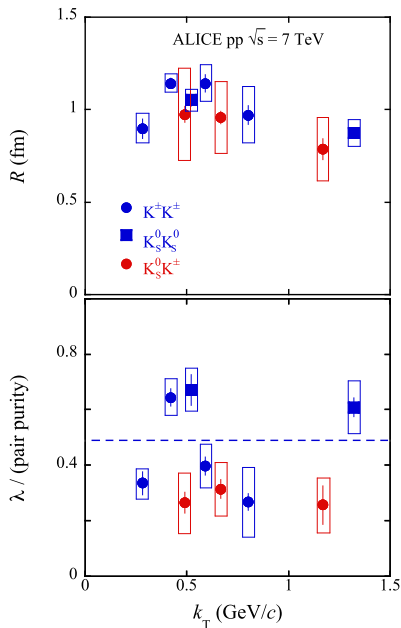 ALICE pp √s = 7 TeV
1.5
1
0.5
0
R (fm)
K±K±
K⁰ₛK⁰ₛ
K⁰ₛK±
0.8
0.4
0
λ / (pair purity)
0 0.5 1 1.5
k_T (GeV/c)